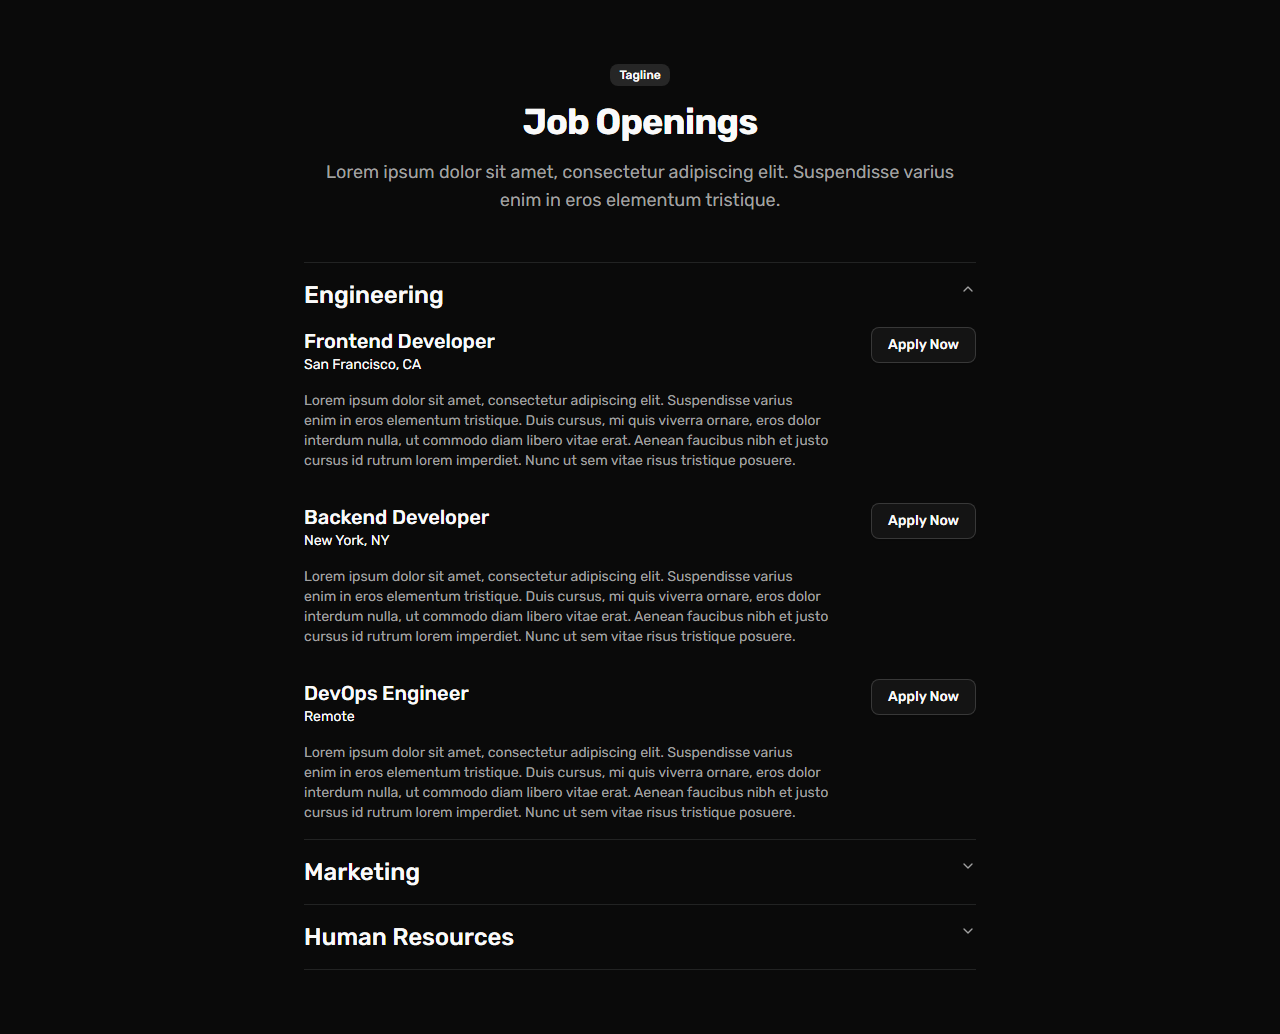 Tagline
Job Openings
Lorem ipsum dolor sit amet, consectetur adipiscing elit. Suspendisse varius
enim in eros elementum tristique.
Engineering
Frontend Developer
Apply Now
San Francisco, CA
Lorem ipsum dolor sit amet, consectetur adipiscing elit. Suspendisse varius
enim in eros elementum tristique. Duis cursus, mi quis viverra ornare, eros dolor
interdum nulla, ut commodo diam libero vitae erat. Aenean faucibus nibh et justo
cursus id rutrum lorem imperdiet. Nunc ut sem vitae risus tristique posuere.
Backend Developer
Apply Now
New York, NY
Lorem ipsum dolor sit amet, consectetur adipiscing elit. Suspendisse varius
enim in eros elementum tristique. Duis cursus, mi quis viverra ornare, eros dolor
interdum nulla, ut commodo diam libero vitae erat. Aenean faucibus nibh et justo
cursus id rutrum lorem imperdiet. Nunc ut sem vitae risus tristique posuere.
DevOps Engineer
Apply Now
Remote
Lorem ipsum dolor sit amet, consectetur adipiscing elit. Suspendisse varius
enim in eros elementum tristique. Duis cursus, mi quis viverra ornare, eros dolor
interdum nulla, ut commodo diam libero vitae erat. Aenean faucibus nibh et justo
cursus id rutrum lorem imperdiet. Nunc ut sem vitae risus tristique posuere.
Marketing
Human Resources